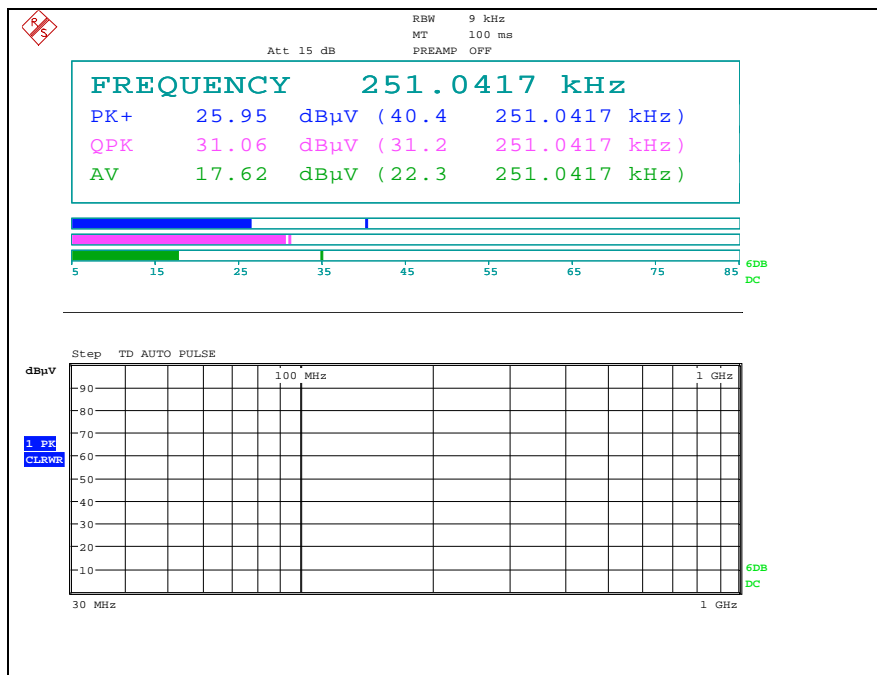 R
S
RBW 9 kHz
MT 100 ms
Att 15 dB PREAMP OFF
FREQUENCY 251.0417 kHz
PK+ 25.95 dBµV (40.4 251.0417 kHz)
QPK 31.06 dBµV (31.2 251.0417 kHz)
AV 17.62 dBµV (22.3 251.0417 kHz)
5 15 25 35 45 55 65 75 85
6DB
DC
Step TD AUTO PULSE
dBµV
100 MHz 1 GHz
90
80
70
1 PK
CLRWR
60
50
40
30
20
10
6DB
DC
30 MHz 1 GHz